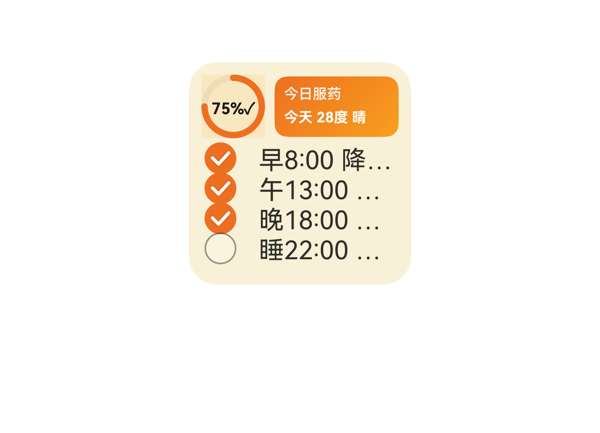 75%✓
今日服药
今天 28度 晴
早8:00 降...
午13:00 ...
晚18:00 ...
睡22:00 ...